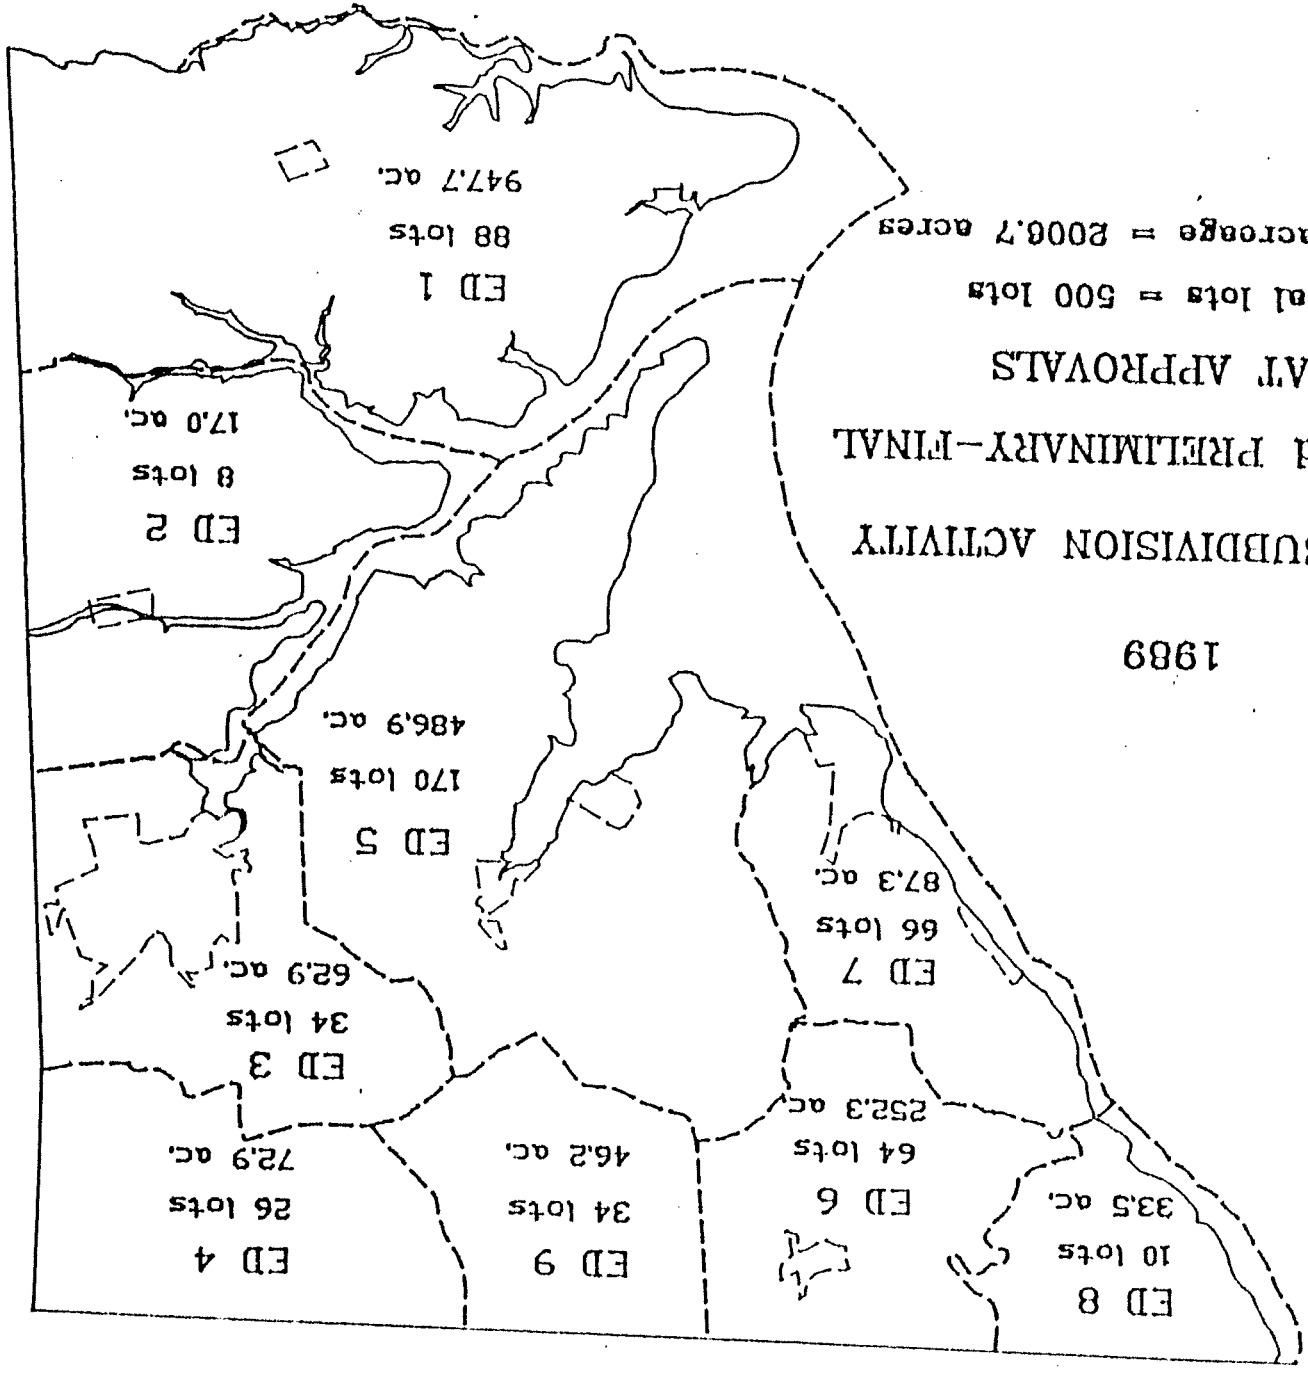 ED 8
10 lots
33.5 ac.
ED 6
64 lots
252.3 ac.
ED 9
34 lots
46.2 ac.
ED 4
26 lots
72.9 ac.
ED 7
66 lots
87.3 ac.
ED 3
34 lots
62.9 ac.
ED 5
170 lots
486.9 ac.
1989
SUBDIVISION ACTIVITY
d PRELIMINARY-FINAL
AT APPROVALS
al lots = 500 lots
acreage = 2006.7 acres
ED 2
8 lots
17.0 ac.
ED 1
88 lots
947.7 ac.